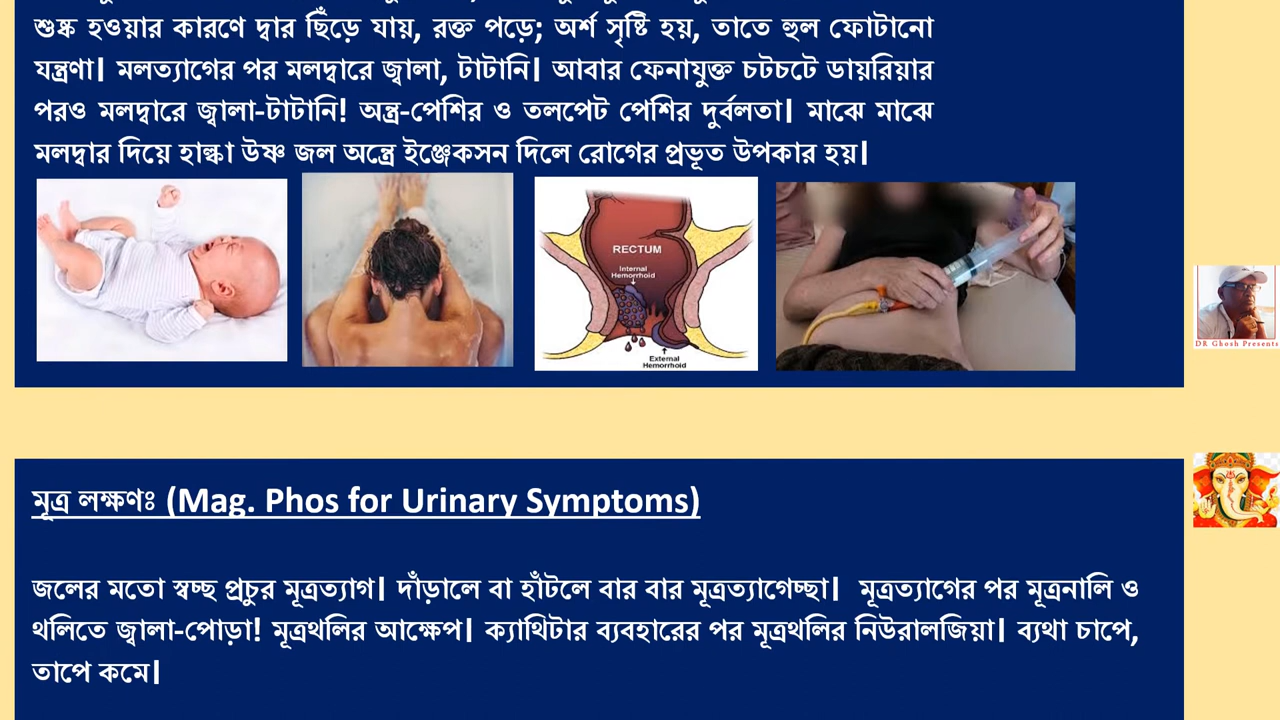 শুষ্ক হওয়ার কারণে দ্বার ছিঁড়ে যায়, রক্ত পড়ে; অর্শ সৃষ্টি হয়, তাতে হুল ফোটানো
যন্ত্রণা। মলত্যাগের পর মলদ্বারে জ্বালা, টাটানি। আবার ফেনাযুক্ত চটচটে ডায়রিয়ার
পরও মলদ্বারে জ্বালা-টাটানি! অন্ত্র-পেশির ও তলপেট পেশির দুর্বলতা। মাঝে মাঝে
মলদ্বার দিয়ে হাল্কা উষ্ণ জল অন্ত্রে ইঞ্জেকসন দিলে রোগের প্রভূত উপকার হয়।
RECTUM
Internal
Hemorrhoid
External
Hemorrhoid
DR Ghosh Presents
মূত্র লক্ষণঃ (Mag. Phos for Urinary Symptoms)
জলের মতো স্বচ্ছ প্রচুর মূত্রত্যাগ। দাঁড়ালে বা হাঁটলে বার বার মূত্রত্যাগেচ্ছা। মূত্রত্যাগের পর মূত্রনালি ও
থলিতে জ্বালা-পোড়া! মূত্রথলির আক্ষেপ। ক্যাথিটার ব্যবহারের পর মূত্রথলির নিউরালজিয়া। ব্যথা চাপে,
তাপে কমে।